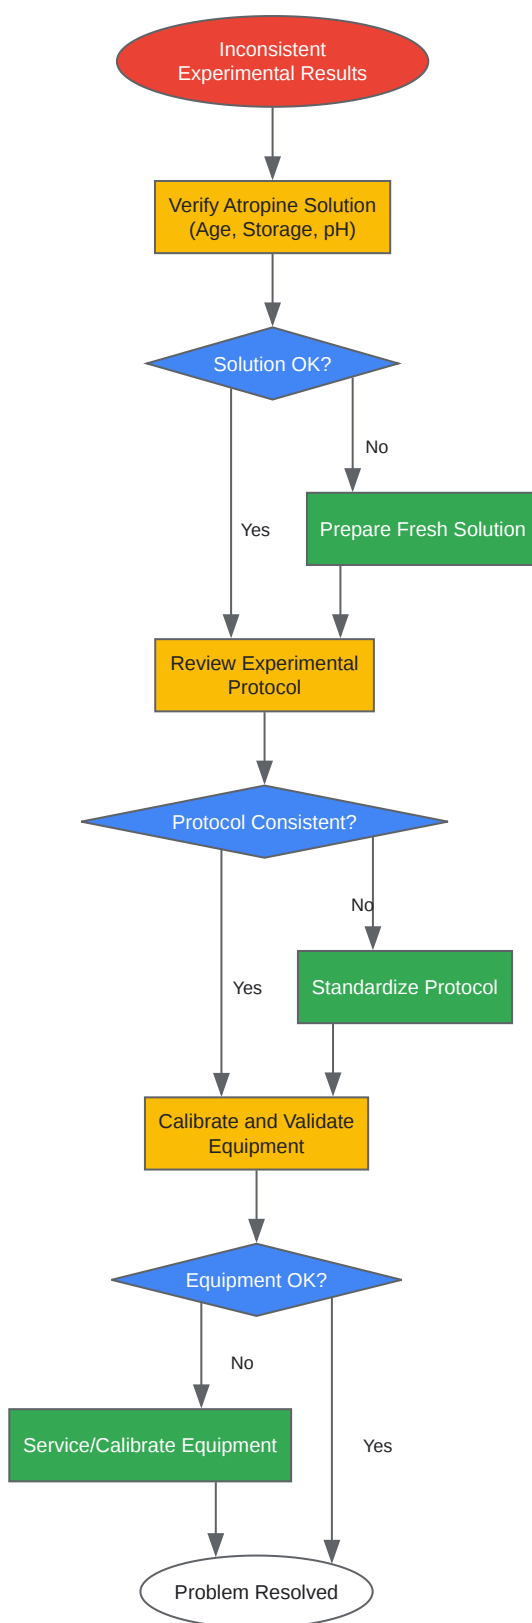 Inconsistent
Experimental Results
Verify Atropine Solution
(Age, Storage, pH)
Solution OK?
No
Yes
Prepare Fresh Solution
Review Experimental
Protocol
Protocol Consistent?
No
Yes
Standardize Protocol
Calibrate and Validate
Equipment
Equipment OK?
No
Service/Calibrate Equipment
Yes
Problem Resolved